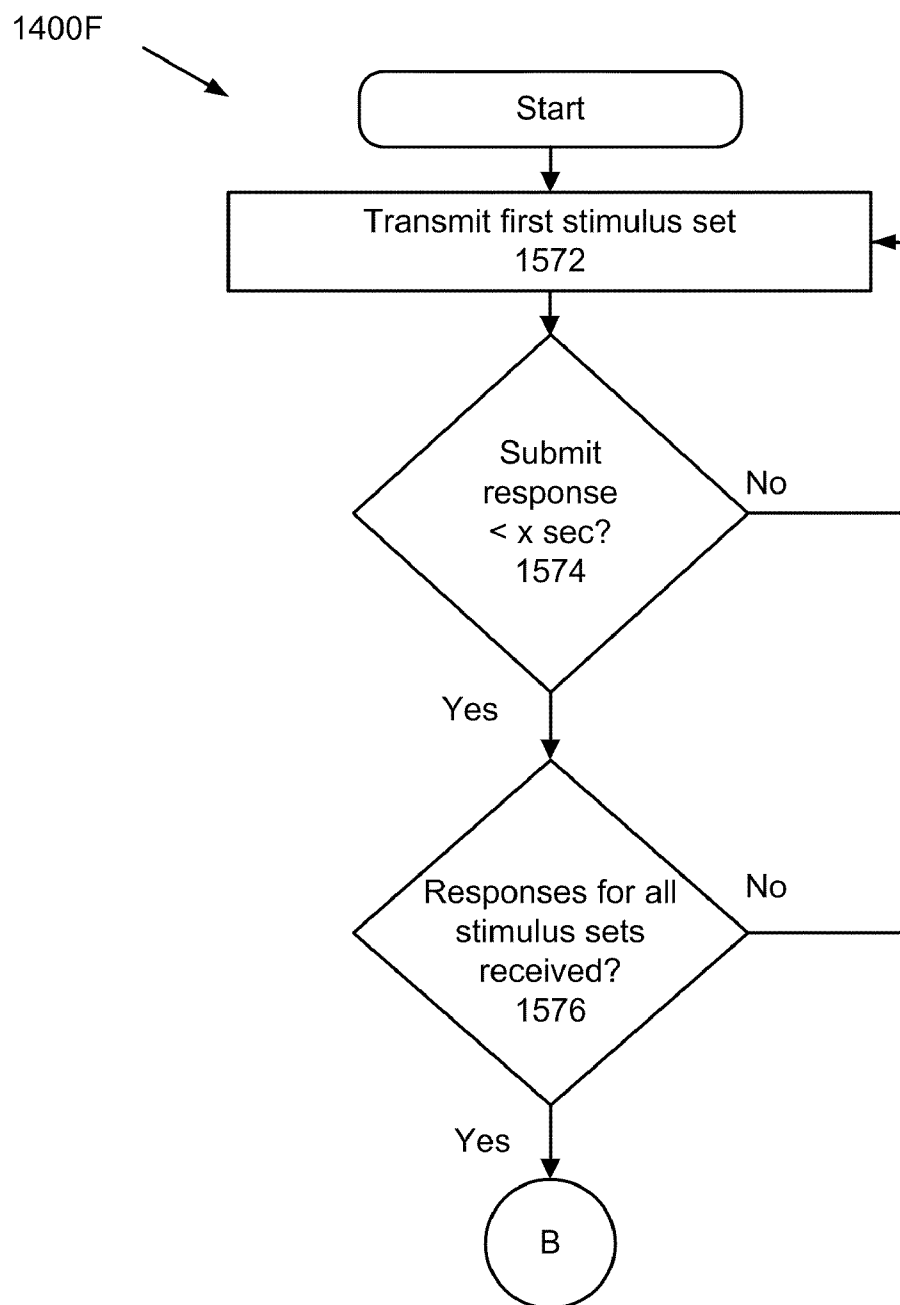 1400F
Start
Transmit first stimulus set
1572
Submit
response
< x sec?
1574
No
Yes
Responses for all
stimulus sets
received?
1576
No
Yes
B